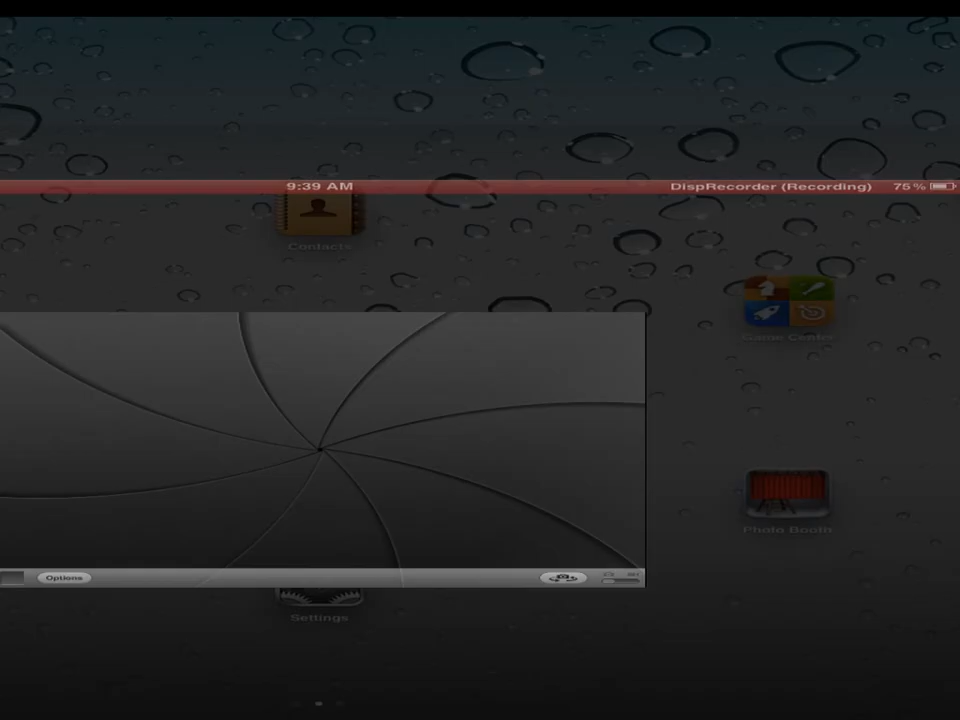 9:39 AM DispRecorder (Recording) 75%
Contacts
Game Center
Photo Booth
Options
Settings